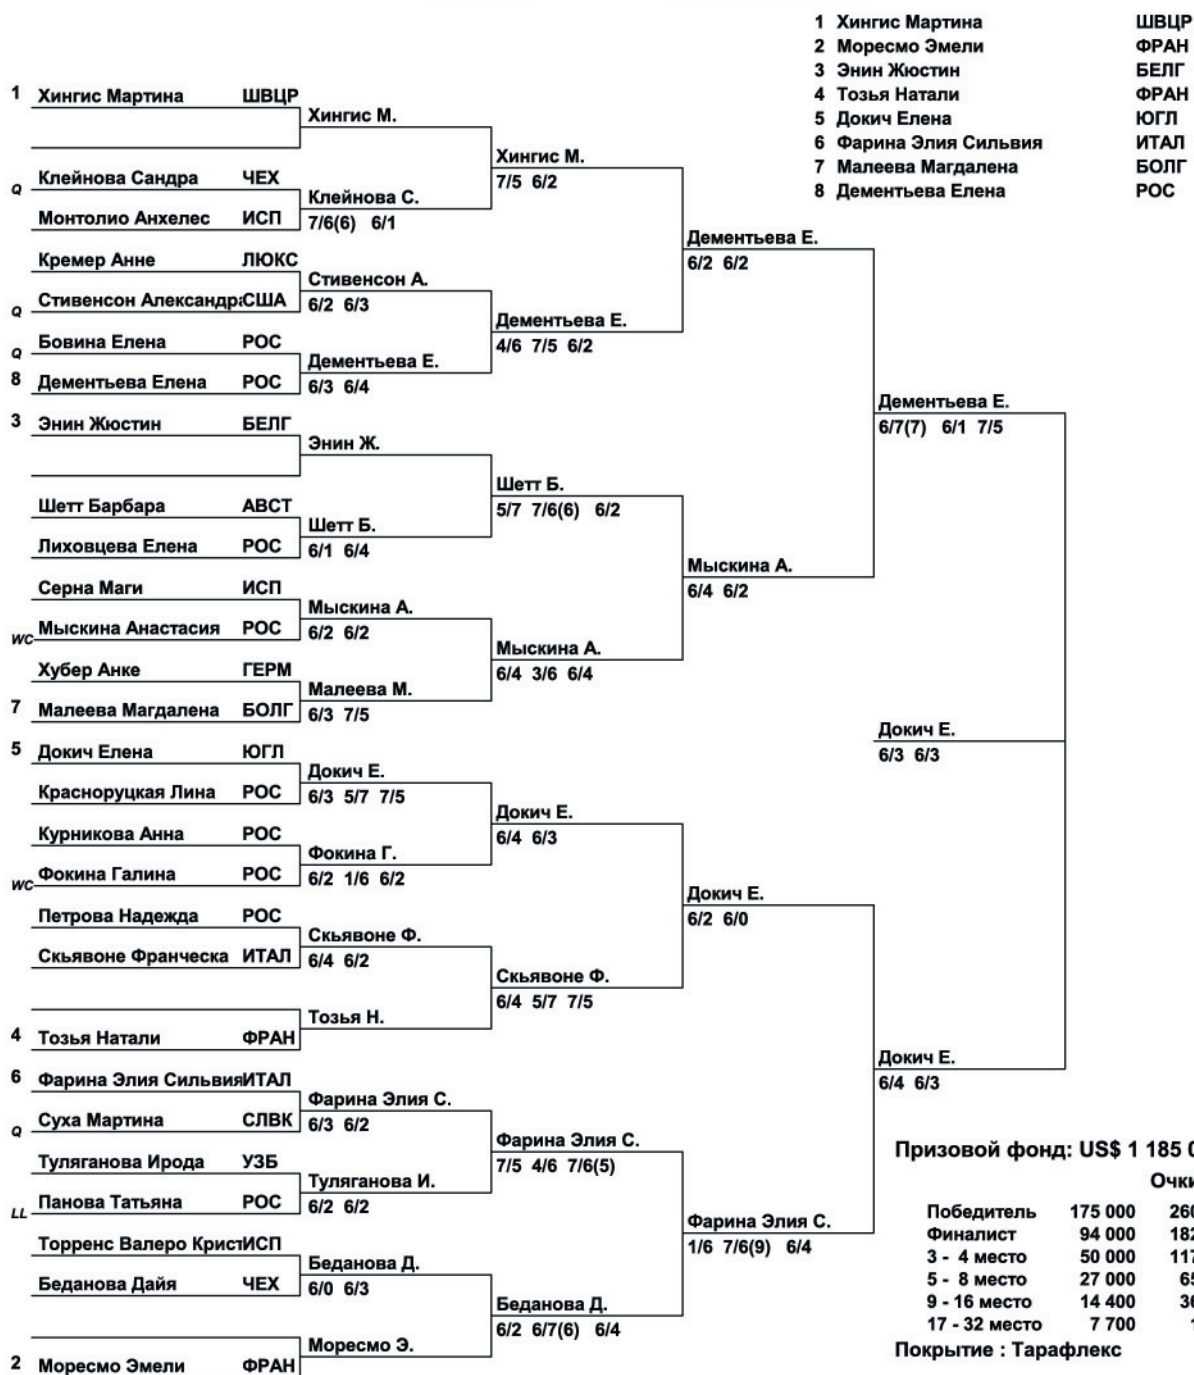 1 Хингис Мартина ШВЦР
2 Моресмо Эмели ФРАН
3 Энин Жюстин БЕЛГ
4 Тозья Натали ФРАН
5 Докич Елена ЮГЛ
6 Фарина Элия Сильвия ИТАЛ
7 Малеева Магдалена БОЛГ
8 Дементьева Елена РОС
1 Хингис Мартина ШВЦР
Хингис М.
Хингис М.
Q Клейнова Сандра ЧЕХ
7/5 6/2
Клейнова С.
Монтолио Анхелес ИСП
7/6(6) 6/1
Дементьева Е.
Кремер Анне ЛЮКС
6/2 6/2
Стивенсон А.
Q Стивенсон Александра США
6/2 6/3
Дементьева Е.
Q Бовина Елена РОС
4/6 7/5 6/2
Дементьева Е.
8 Дементьева Елена РОС
6/3 6/4
Дементьева Е.
3 Энин Жюстин БЕЛГ
6/7(7) 6/1 7/5
Энин Ж.
Шетт Б.
Шетт Барбара АВСТ
5/7 7/6(6) 6/2
Шетт Б.
Лиховцева Елена РОС
6/1 6/4
Мыскина А.
Серна Маги ИСП
6/4 6/2
Мыскина А.
WC Мыскина Анастасия РОС
6/2 6/2
Мыскина А.
Хубер Анке ГЕРМ
6/4 3/6 6/4
Малеева М.
7 Малеева Магдалена БОЛГ
6/3 7/5
Докич Е.
5 Докич Елена ЮГЛ
6/3 6/3
Докич Е.
Красноруцкая Лина РОС
6/3 5/7 7/5
Докич Е.
Курникова Анна РОС
6/4 6/3
Фокина Г.
WC Фокина Галина РОС
6/2 1/6 6/2
Докич Е.
Петрова Надежда РОС
6/2 6/0
Скьявоне Ф.
Скьявоне Франческа ИТАЛ
6/4 6/2
Скьявоне Ф.
6/4 5/7 7/5
Тозья Н.
4 Тозья Натали ФРАН
Докич Е.
6 Фарина Элия Сильвия ИТАЛ
6/4 6/3
Фарина Элия С.
Q Суха Мартина СЛВК
6/3 6/2
Фарина Элия С.
Призовой фонд: US$ 1 185 0
Туляганова Ирода УЗБ
7/5 4/6 7/6(5)
Очки
Туляганова И.
LL Панова Татьяна РОС
6/2 6/2
Победитель 175 000 260
Фарина Элия С.
Финалист 94 000 182
Торренс Валеро Крист ИСП
1/6 7/6(9) 6/4
3 - 4 место 50 000 117
Беданова Д.
Беданова Дайя ЧЕХ
6/0 6/3
5 - 8 место 27 000 65
Беданова Д.
9 - 16 место 14 400 36
6/2 6/7(6) 6/4
17 - 32 место 7 700 1
Моресмо Э.
Покрытие : Тарафлекс
2 Моресмо Эмели ФРАН